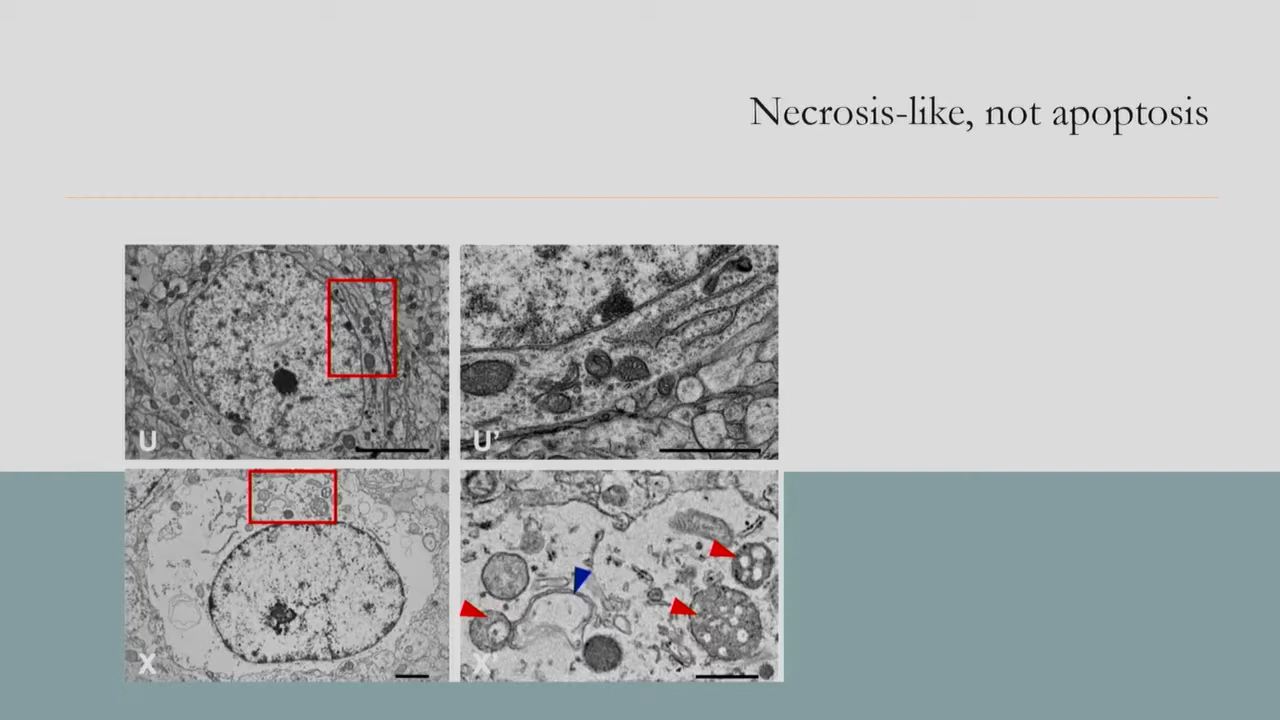 Necrosis-like, not apoptosis
U
U’
X
X’